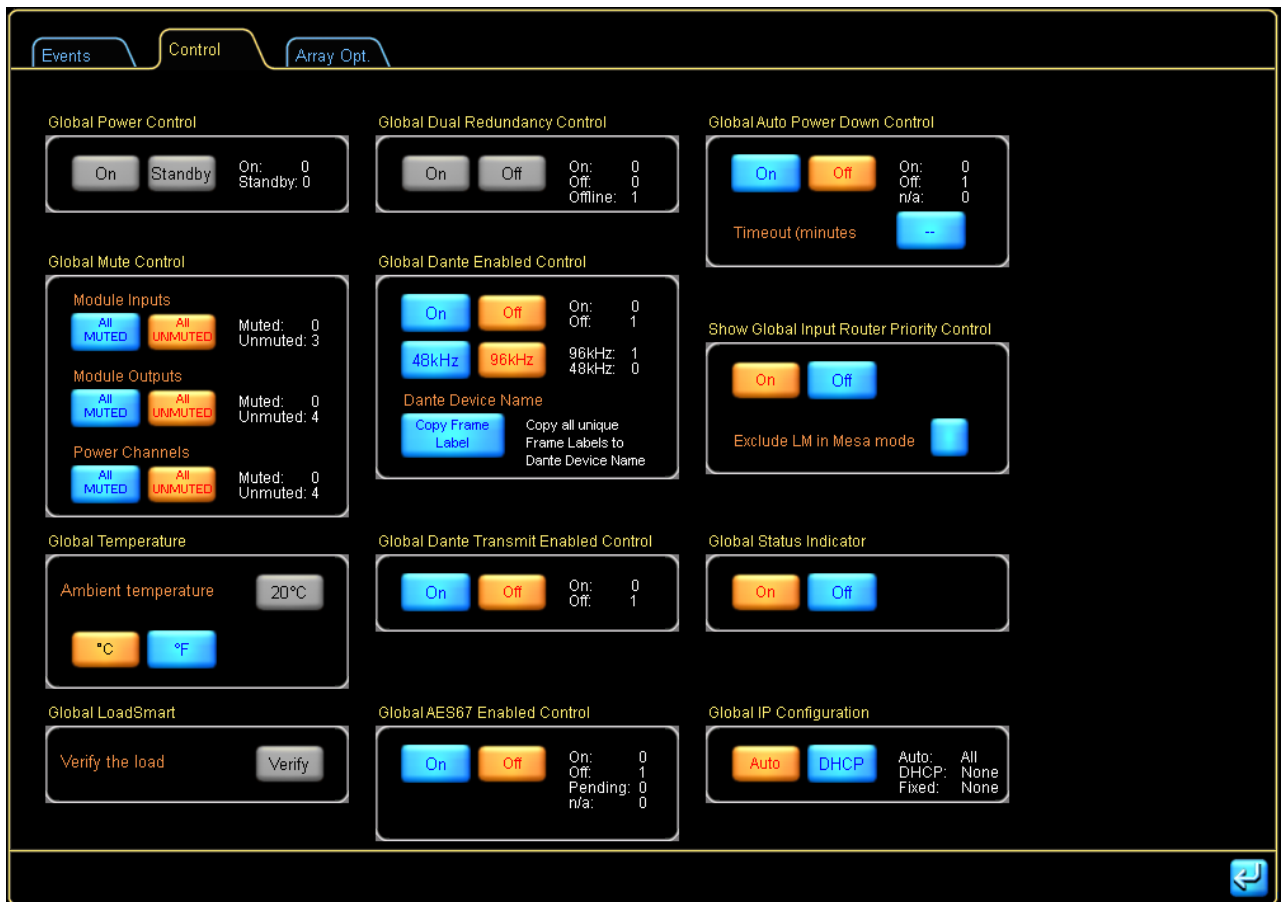 Events
Control
Array Opt.
Global Power Control
On
Standby
On: 0
Standby: 0
Global Mute Control
Module Inputs
All MUTED
All UNMUTED
Muted: 0
Unmuted: 3
Module Outputs
All MUTED
All UNMUTED
Muted: 0
Unmuted: 4
Power Channels
All MUTED
All UNMUTED
Muted: 0
Unmuted: 4
Global Temperature
Ambient temperature
20°C
°C
°F
Global LoadSmart
Verify the load
Verify
Global Dual Redundancy Control
On
Off
On: 0
Off: 0
Offline: 1
Global Dante Enabled Control
On
Off
On: 0
Off: 1
48kHz
96kHz
96kHz: 1
48kHz: 0
Dante Device Name
Copy Frame
Label
Copy all unique
Frame Labels to
Dante Device Name
Global Dante Transmit Enabled Control
On
Off
On: 0
Off: 1
Global AES67 Enabled Control
On
Off
On: 0
Off: 1
Pending: 0
n/a: 0
Global Auto Power Down Control
On
Off
On: 0
Off: 1
n/a: 0
Timeout (minutes
--
Show Global Input Router Priority Control
On
Off
Exclude LM in Mesa mode
Global Status Indicator
On
Off
Global IP Configuration
Auto
DHCP
Auto: All
DHCP: None
Fixed: None